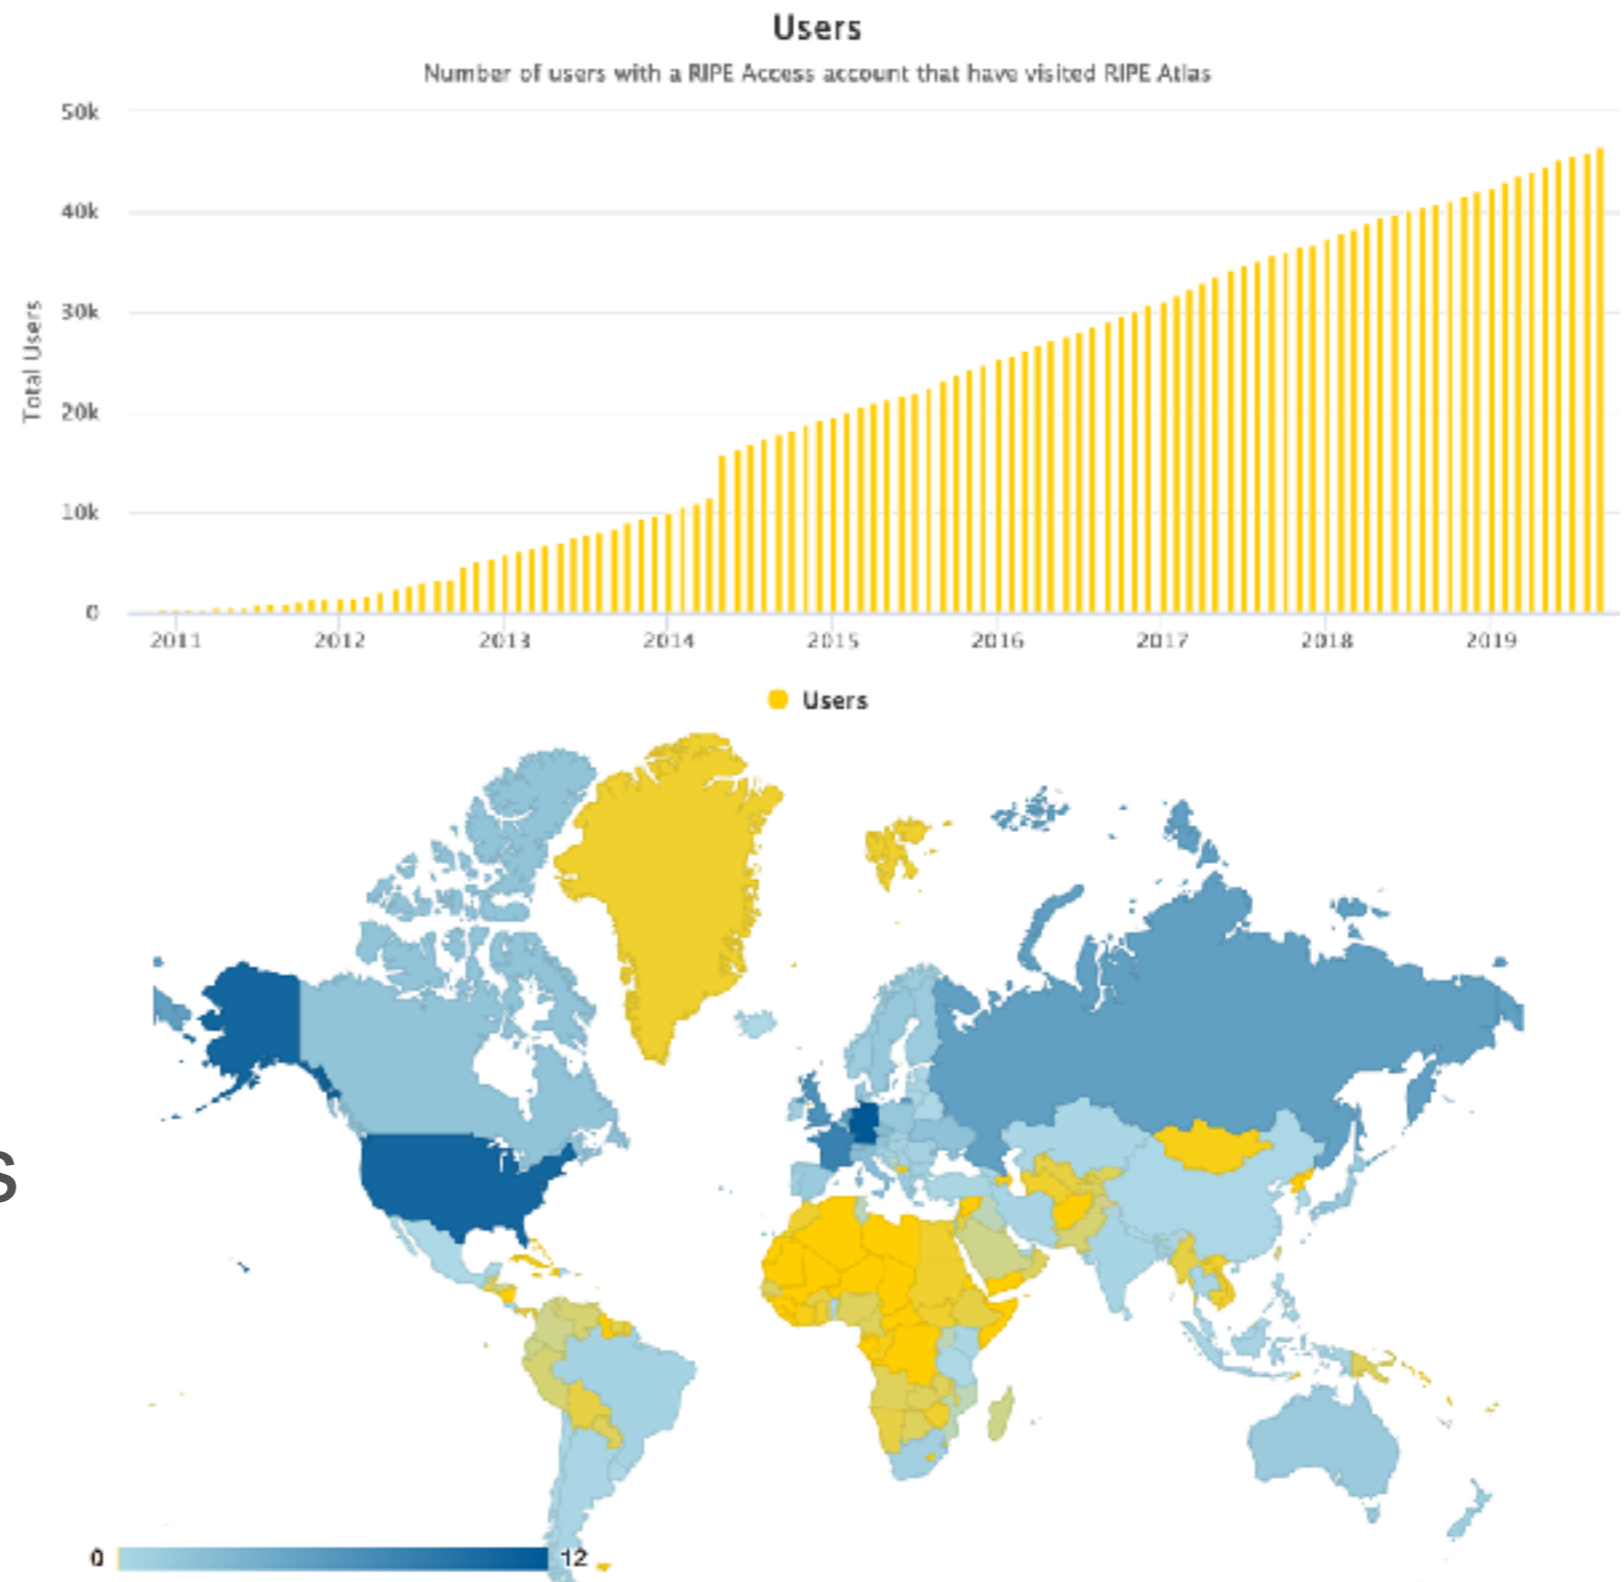 Users
Number of users with a RIPE Access account that have visited RIPE Atlas
50k
40k
30k
20k
10k
0
Total Users
2011 2012 2013 2014 2015 2016 2017 2018 2019
Users
s
0 12